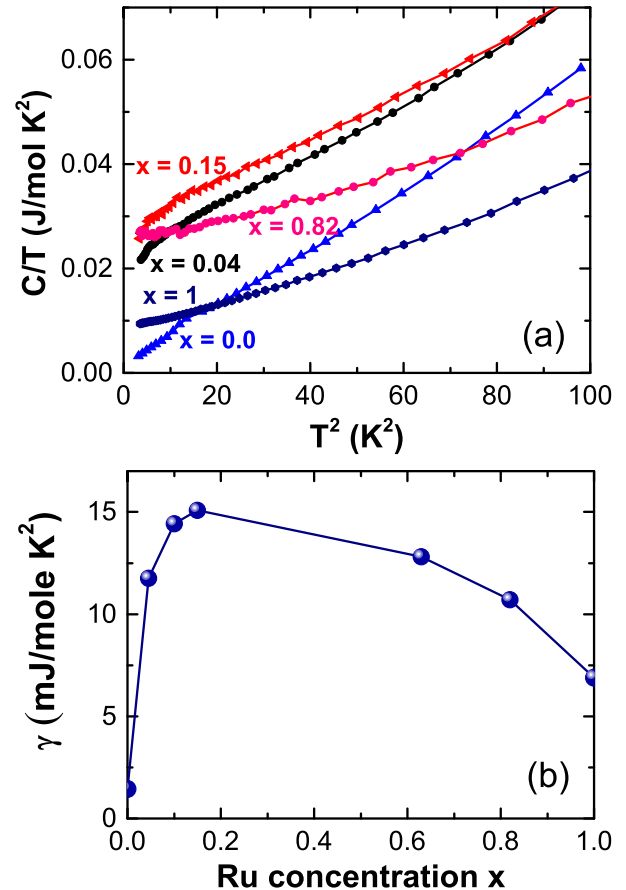 0.06
0.04
0.02
0.00
C/T (J/mol K²)
x = 0.15
x = 0.82
x = 0.04
x = 1
x = 0.0
(a)
0 20 40 60 80 100
T² (K²)
15
10
5
0
γ (mJ/mole K²)
(b)
0.0 0.2 0.4 0.6 0.8 1.0
Ru concentration x